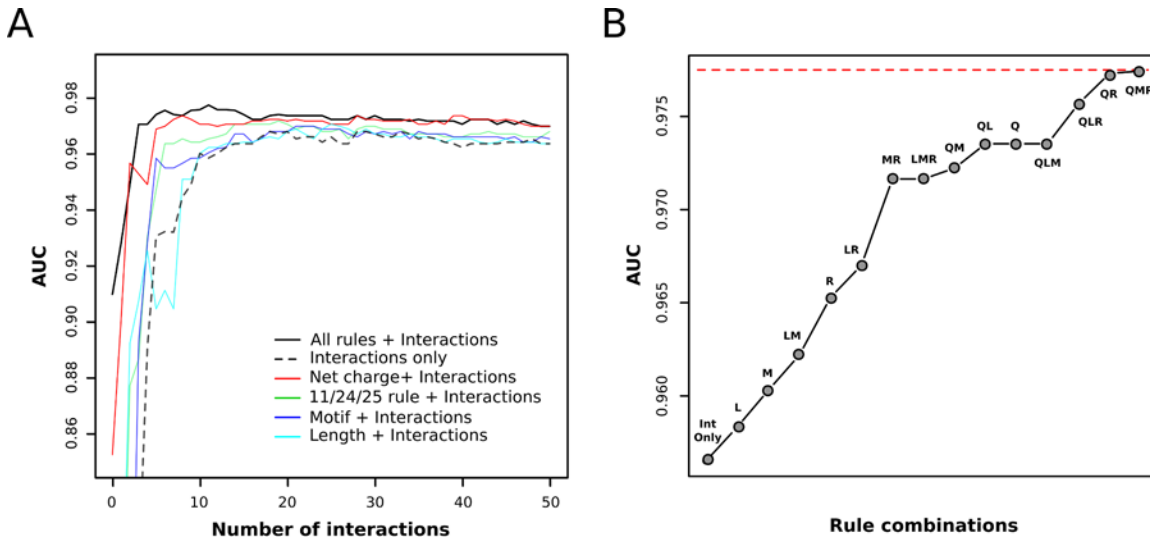 A
AUC
0.98
0.96
0.94
0.92
0.90
0.88
0.86
All rules + Interactions
Interactions only
Net charge+ Interactions
11/24/25 rule + Interactions
Motif + Interactions
Length + Interactions
0 10 20 30 40 50
Number of interactions
B
AUC
0.975
0.970
0.965
0.960
Int
Only
L
M
LM
R
LR
MR
LMR
QM
QL
Q
QLM
QLR
QR
QMR
Rule combinations